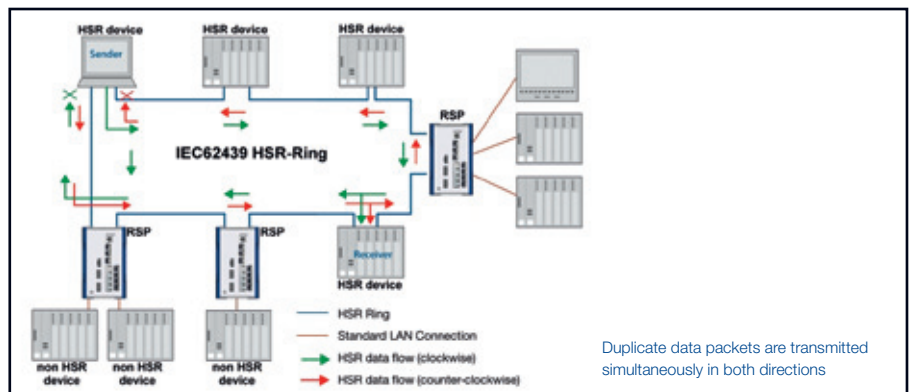 HSR device
Sender
HSR device
HSR device
RSP
IEC62439 HSR-Ring
RSP
RSP
Receiver
HSR device
non HSR
device
non HSR
device
non HSR
device
HSR Ring
Standard LAN Connection
HSR data flow (clockwise)
HSR data flow (counter-clockwise)
Duplicate data packets are transmitted
simultaneously in both directions